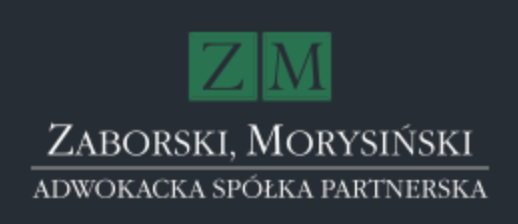 ZM
ZABORSKI, MORYSIŃSKI
ADWOKACKA SPÓŁKA PARTNERSKA